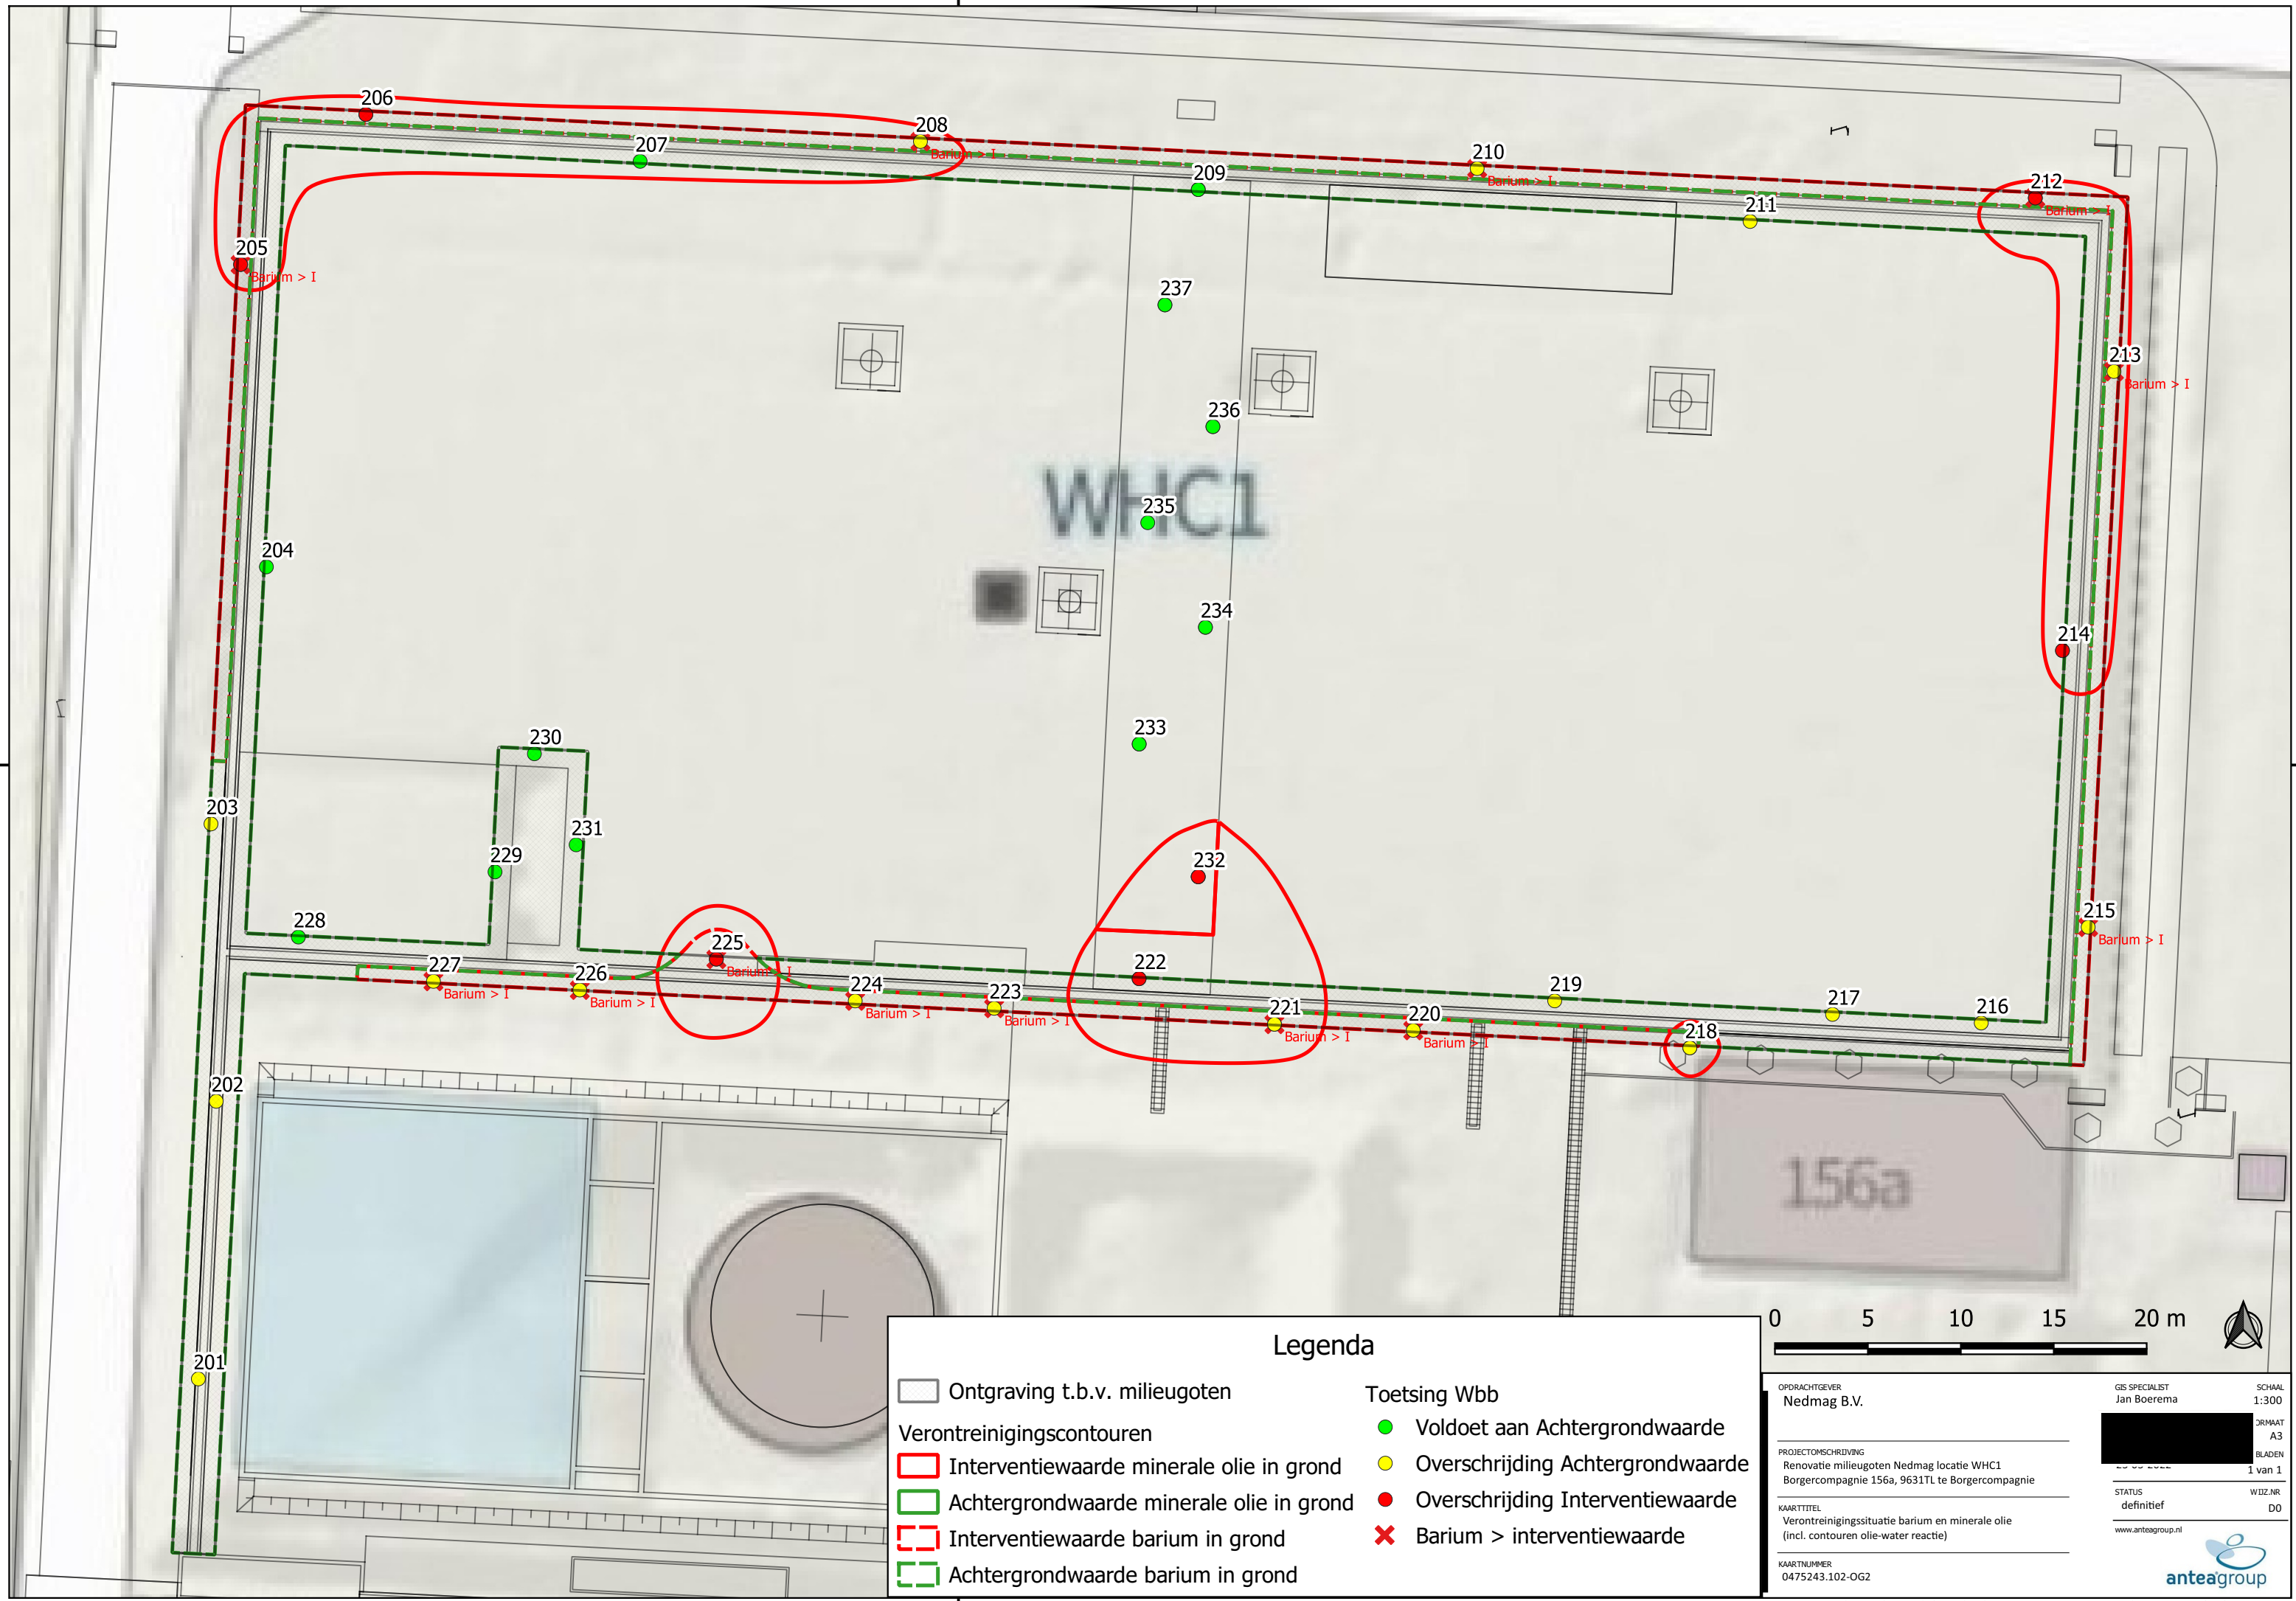 206
208
Barium > I
207
210
Barium > I
209
212
Barium > I
211
205
Barium > I
237
213
Barium > I
236
WHC1
235
204
234
214
233
230
203
231
229
232
215
Barium > I
228
225
Barium > I
227
Barium > I
226
Barium > I
224
Barium > I
223
Barium > I
222
221
Barium > I
220
Barium > I
219
217
216
218
202
156a
201
0 5 10 15 20 m
Legenda
Ontgraving t.b.v. milieugoten
Verontreinigingscontouren
Interventiewaarde minerale olie in grond
Achtergrondwaarde minerale olie in grond
Interventiewaarde barium in grond
Achtergrondwaarde barium in grond
Toetsing Wbb
Voldoet aan Achtergrondwaarde
Overschrijding Achtergrondwaarde
Overschrijding Interventiewaarde
Barium > interventiewaarde
OPDRACHTGEVER
Nedmag B.V.
PROJECTOMSCHRIJVING
Renovatie milieugoten Nedmag locatie WHC1
Borgercompagnie 156a, 9631TL te Borgercompagnie
KAARTTITEL
Verontreinigingssituatie barium en minerale olie
(incl. contouren olie-water reactie)
KAARTNUMMER
0475243.102-OG2
GIS SPECIALIST
Jan Boerema
SCHAAL
1:300
A3
BLADEN
1 van 1
STATUS
definitief
WIJZ.NR
D0
www.anteagroup.nl
anteagroup